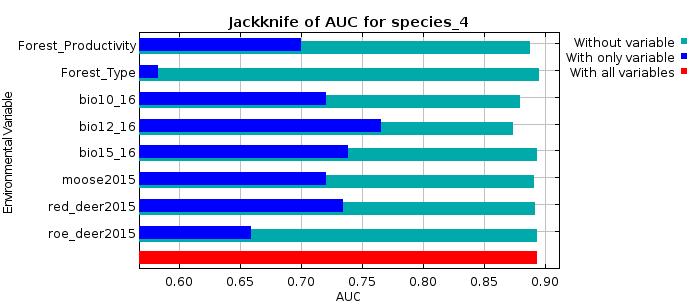 Jackknife of AUC for species_4
Environmental Variable
Forest_Productivity
Forest_Type
bio10_16
bio12_16
bio15_16
moose2015
red_deer2015
roe_deer2015
0.60 0.65 0.70 0.75 0.80 0.85 0.90
AUC
Without variable
With only variable
With all variables